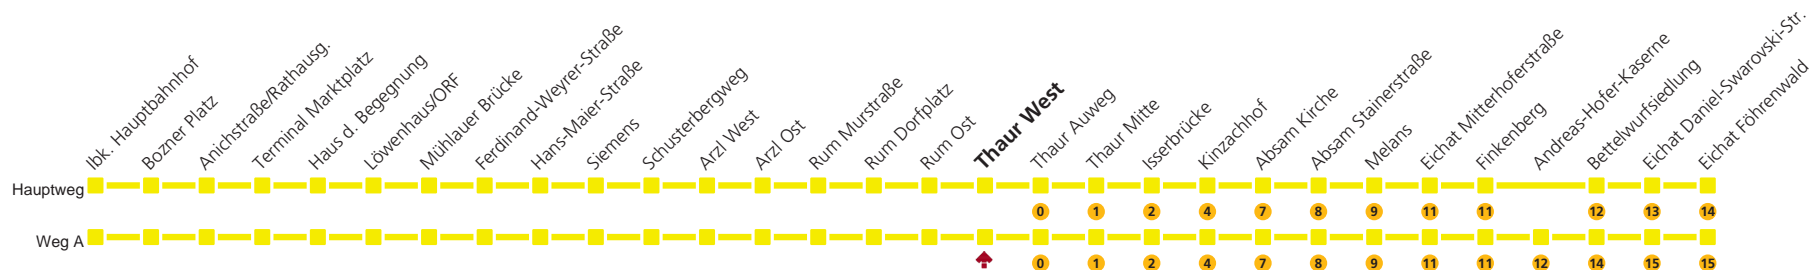 Ibk. Hauptbahnhof
Bozner Platz
Anichstraße/Rathausg.
Terminal Marktplatz
Haus d. Begegnung
Löwenhaus/ORF
Mühlauer Brücke
Ferdinand-Weyrer-Straße
Hans-Maier-Straße
Siemens
Schusterbergweg
Arzl West
Arzl Ost
Rum Murstraße
Rum Dorfplatz
Rum Ost
Thaur West
Thaur Auweg
Thaur Mitte
Isserbrücke
Kinzachhof
Absam Kirche
Absam Stainerstraße
Melans
Eichat Mitterhoferstraße
Finkenberg
Andreas-Hofer-Kaserne
Bettelwurfsiedlung
Eichat Daniel-Swarovski-Str.
Eichat Föhrenwald
Hauptweg
0 1 2 4 7 8 9 11 11 12 13 14
Weg A
0 1 2 4 7 8 9 11 11 12 14 15 15